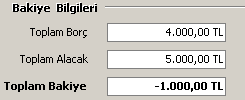 Bakiye Bilgileri
Toplam Borç 4.000,00 TL
Toplam Alacak 5.000,00 TL
Toplam Bakiye -1.000,00 TL